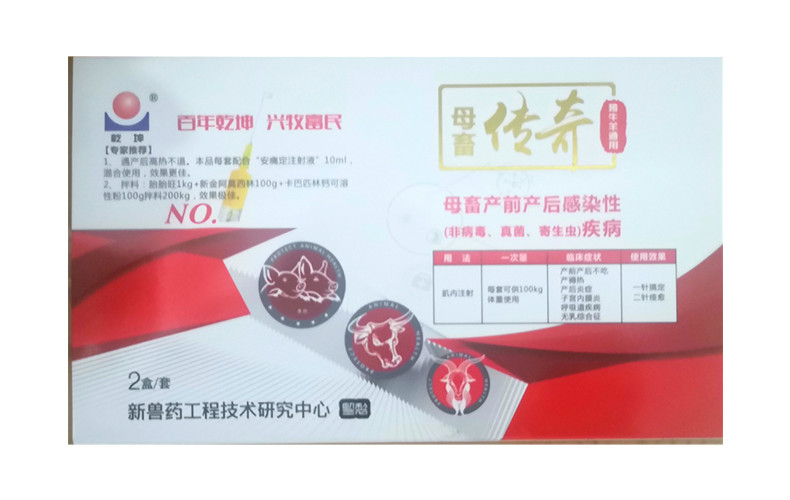 ®
乾 坤
百年乾坤 兴牧富民
【专家推荐】
1、遇产后高热不退。本品每套配合“安痛定注射液”10ml，
混合使用，效果更佳。
2、拌料：胎胎旺1kg+新金阿莫西林100g+卡巴匹林钙可溶
性粉100g拌料200kg，效果极佳。
NO.
母畜
传奇
猪牛羊通用
母畜产前产后感染性
(非病毒、真菌、寄生虫)疾病
用 法 一次量 临床症状 使用效果
肌内注射 每套可供100kg
体重使用
产前产后不吃
产褥热
产后炎症
子宫内膜炎
呼吸道疾病
无乳综合征
一针搞定
二针痊愈
PROTECT ANIMAL HEALTH
2盒/套
新兽药工程技术研究中心